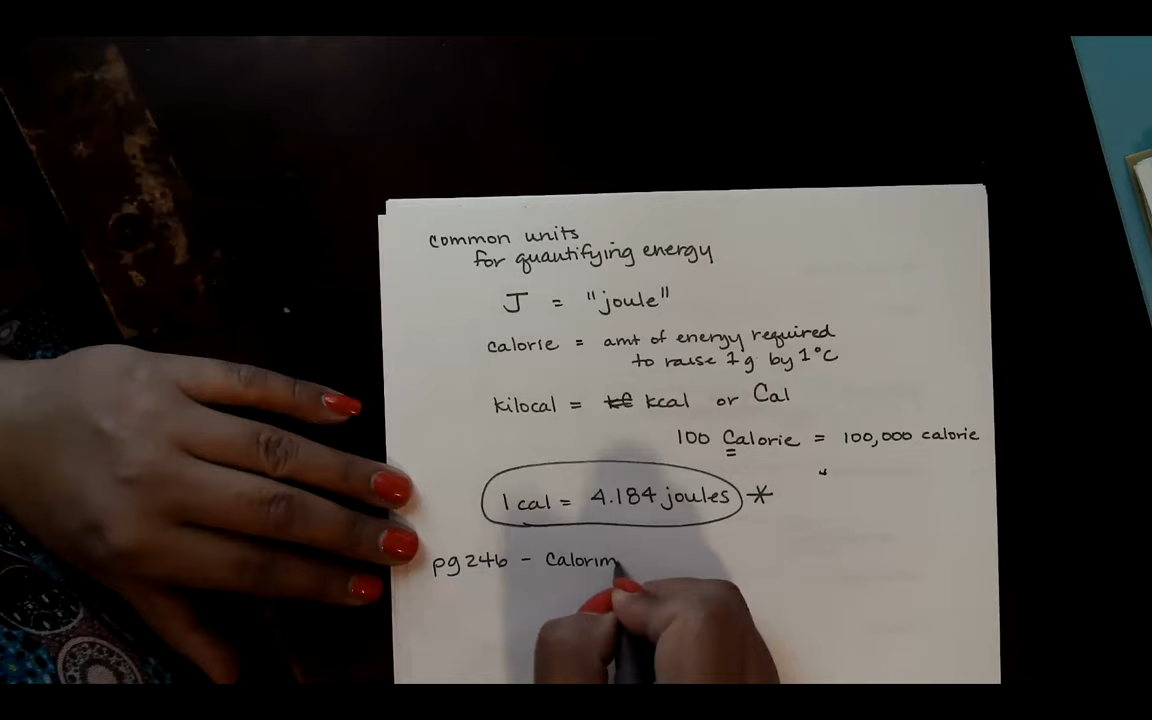 common units
for quantifying energy
J = "joule"
calorie = amt of energy required
to raise 1g by 1°C
kilocal = kC kcal or Cal
100 Calorie = 100,000 calorie
1 cal = 4.184 joules *
pg 246 - Calorim